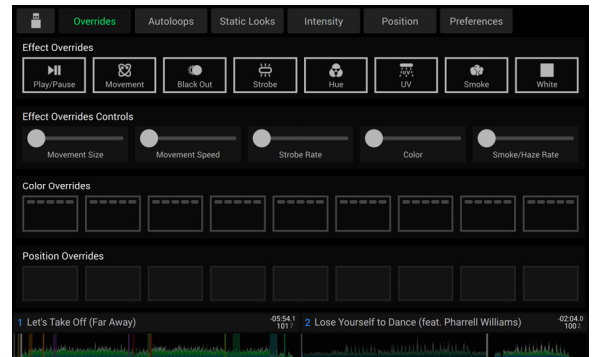 Overrides Autoloops Static Looks Intensity Position Preferences
Effect Overrides
Play/Pause Movement Black Out Strobe Hue UV Smoke White
Effect Overrides Controls
Movement Size Movement Speed Strobe Rate Color Smoke/Haze Rate
Color Overrides
Position Overrides
1 Let's Take Off (Far Away) -05:54.1 2 Lose Yourself to Dance (feat. Pharrell Williams) -02:04.0
101 100